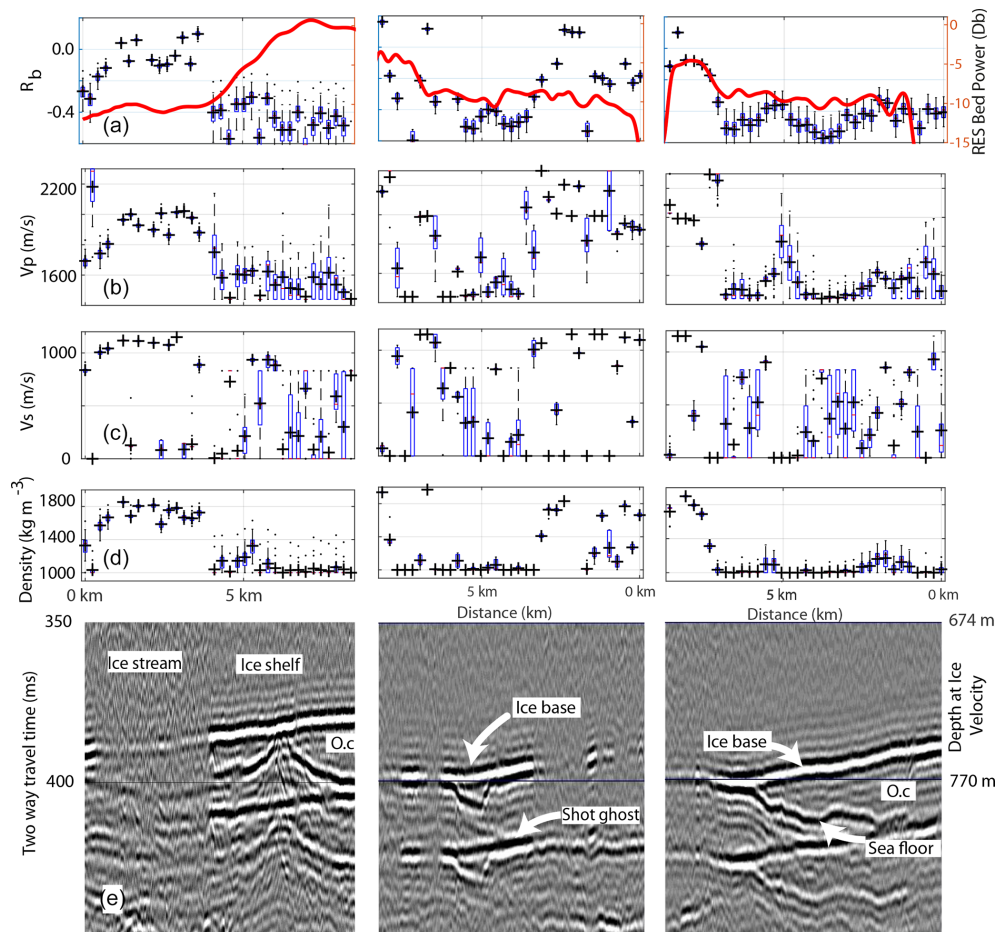 R_b
0.0
-0.4
(a)
0
-5
-10
-15
RES Bed Power (Db)
Vp (m/s)
2200
1600
(b)
Vs (m/s)
1000
0
(c)
Density (kg m⁻³)
1800
1400
1000
(d)
0 km
5 km
5 km
0 km
5 km
0 km
Distance (km)
Distance (km)
350
674 m
Ice stream
Ice shelf
Ice base
Ice base
O.c
O.c
Two way travel time (ms)
400
770 m
Depth at Ice
Velocity
Shot ghost
Sea floor
(e)